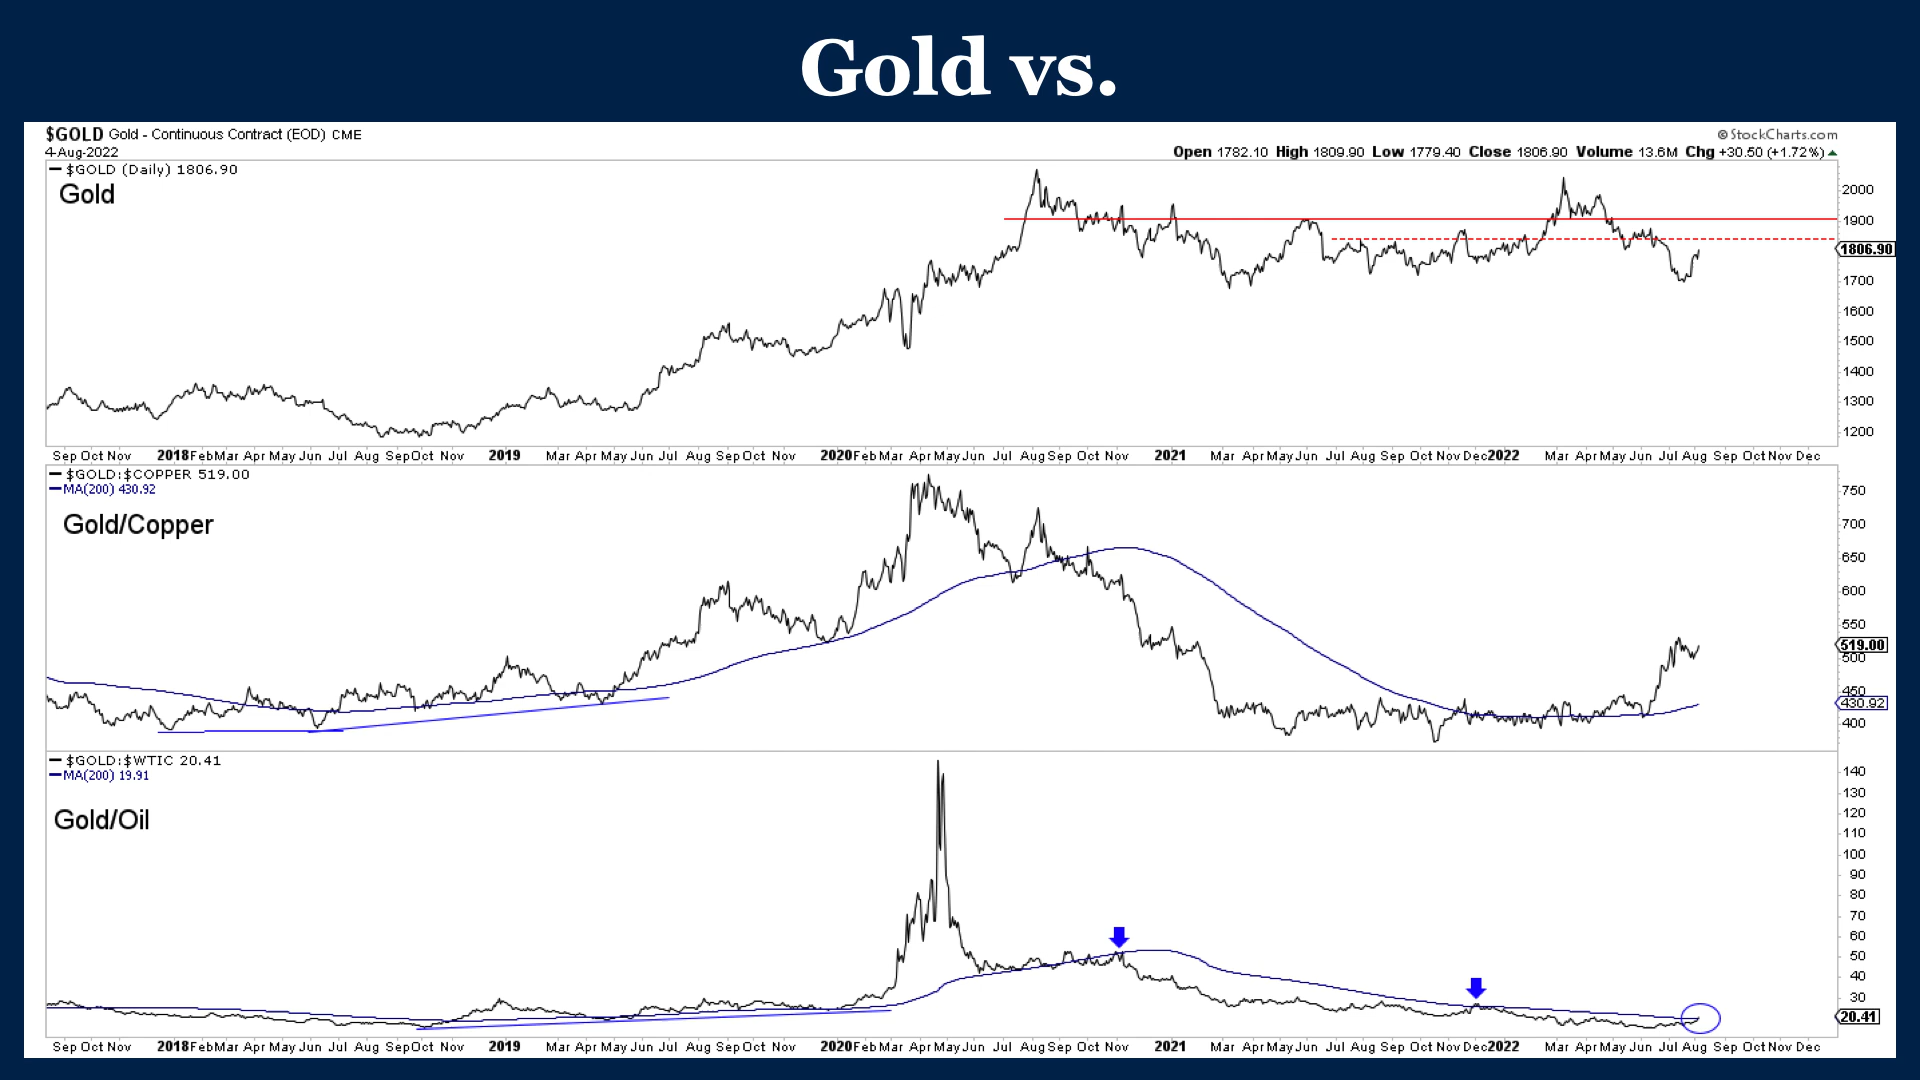 Gold vs.
$GOLD Gold - Continuous Contract (EOD) CME
© StockCharts.com
4-Aug-2022
Open 1782.10 High 1809.90 Low 1779.40 Close 1806.90 Volume 13.6M Chg +30.50 (+1.72%)
$GOLD (Daily) 1806.90
Gold
2000
1900
1806.90
1700
1600
1500
1400
1300
1200
Sep Oct Nov 2018 Feb Mar Apr May Jun Jul Aug Sep Oct Nov 2019 Mar Apr May Jun Jul Aug Sep Oct Nov 2020 Feb Mar Apr May Jun Jul Aug Sep Oct Nov 2021 Mar Apr May Jun Jul Aug Sep Oct Nov Dec 2022 Mar Apr May Jun Jul Aug Sep Oct Nov Dec
$GOLD:$COPPER 519.00
MA(200) 430.92
Gold/Copper
750
700
650
600
550
519.00
500
450
430.92
400
$GOLD:$WTIC 20.41
MA(200) 19.91
Gold/Oil
140
130
120
110
100
90
80
70
60
50
40
30
20.41
Sep Oct Nov 2018 Feb Mar Apr May Jun Jul Aug Sep Oct Nov 2019 Mar Apr May Jun Jul Aug Sep Oct Nov 2020 Feb Mar Apr May Jun Jul Aug Sep Oct Nov 2021 Mar Apr May Jun Jul Aug Sep Oct Nov Dec 2022 Mar Apr May Jun Jul Aug Sep Oct Nov Dec